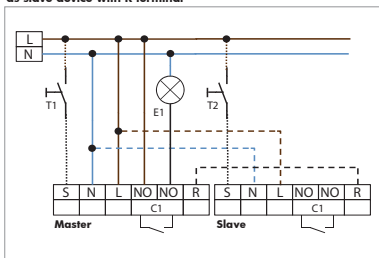 as slave device with R terminal
L
N
T1
E1
T2
S N L NO NO R S N L NO NO R
C1 C1
Master Slave